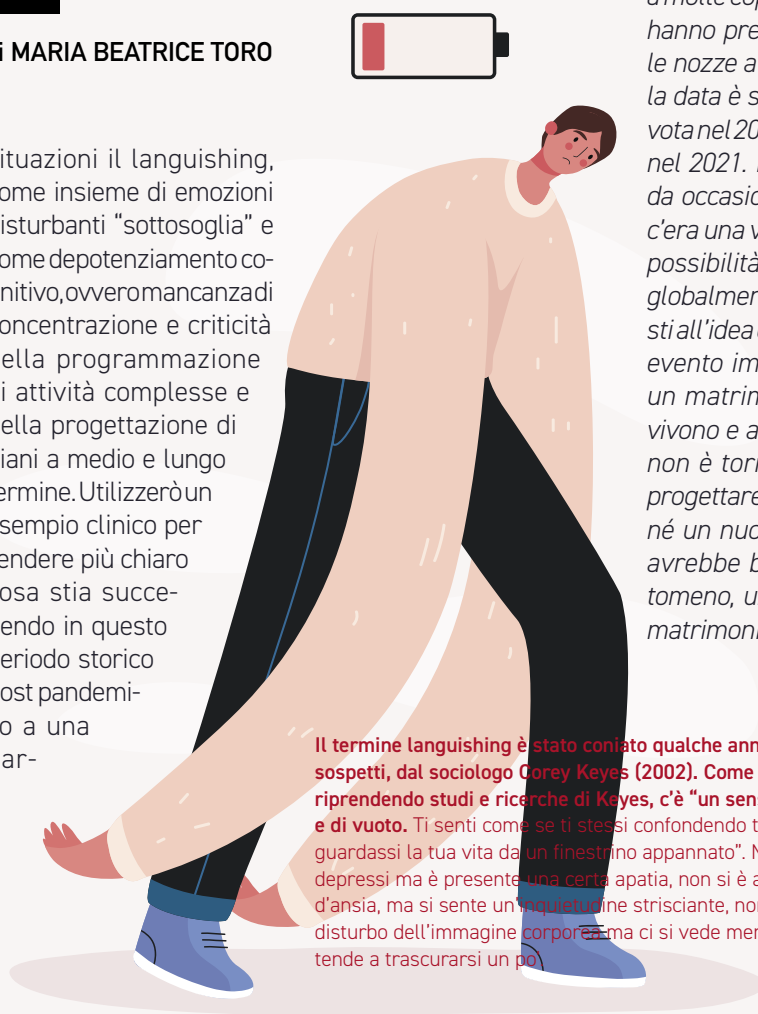 i MARIA BEATRICE TORO
ituazioni il languishing,
ome insieme di emozioni
isturbanti “sottosoglia” e
ome depotenziamento co-
nitivo, ovvero mancanza di
oncentrazione e criticità
ella programmazione
i attività complesse e
ella progettazione di
iani a medio e lungo
ermine. Utilizzerò un
sempio clinico per
endere più chiaro
osa stia succe-
endo in questo
eriodo storico
ost pandemi-
o a una
ar-
hanno pre
le nozze a
la data è s
vota nel 20
nel 2021.
da occasio
c’era una v
possibilità
globalmen
sti all’idea
evento im
un matrim
vivono e a
non è torn
progettare
né un nuo
avrebbe b
tomeno, u
matrimoni
Il termine languishing è stato coniato qualche ann
sospetti, dal sociologo Corey Keyes (2002). Come
riprendendo studi e ricerche di Keyes, c’è “un sens
e di vuoto. Ti senti come se ti stessi confondendo t
guardassi la tua vita da un finestrino appannato”. N
depressi ma è presente una certa apatia, non si è a
d’ansia, ma si sente un’inquietudine strisciante, non
disturbo dell’immagine corporea ma ci si vede men
tende a trascurarsi un po’